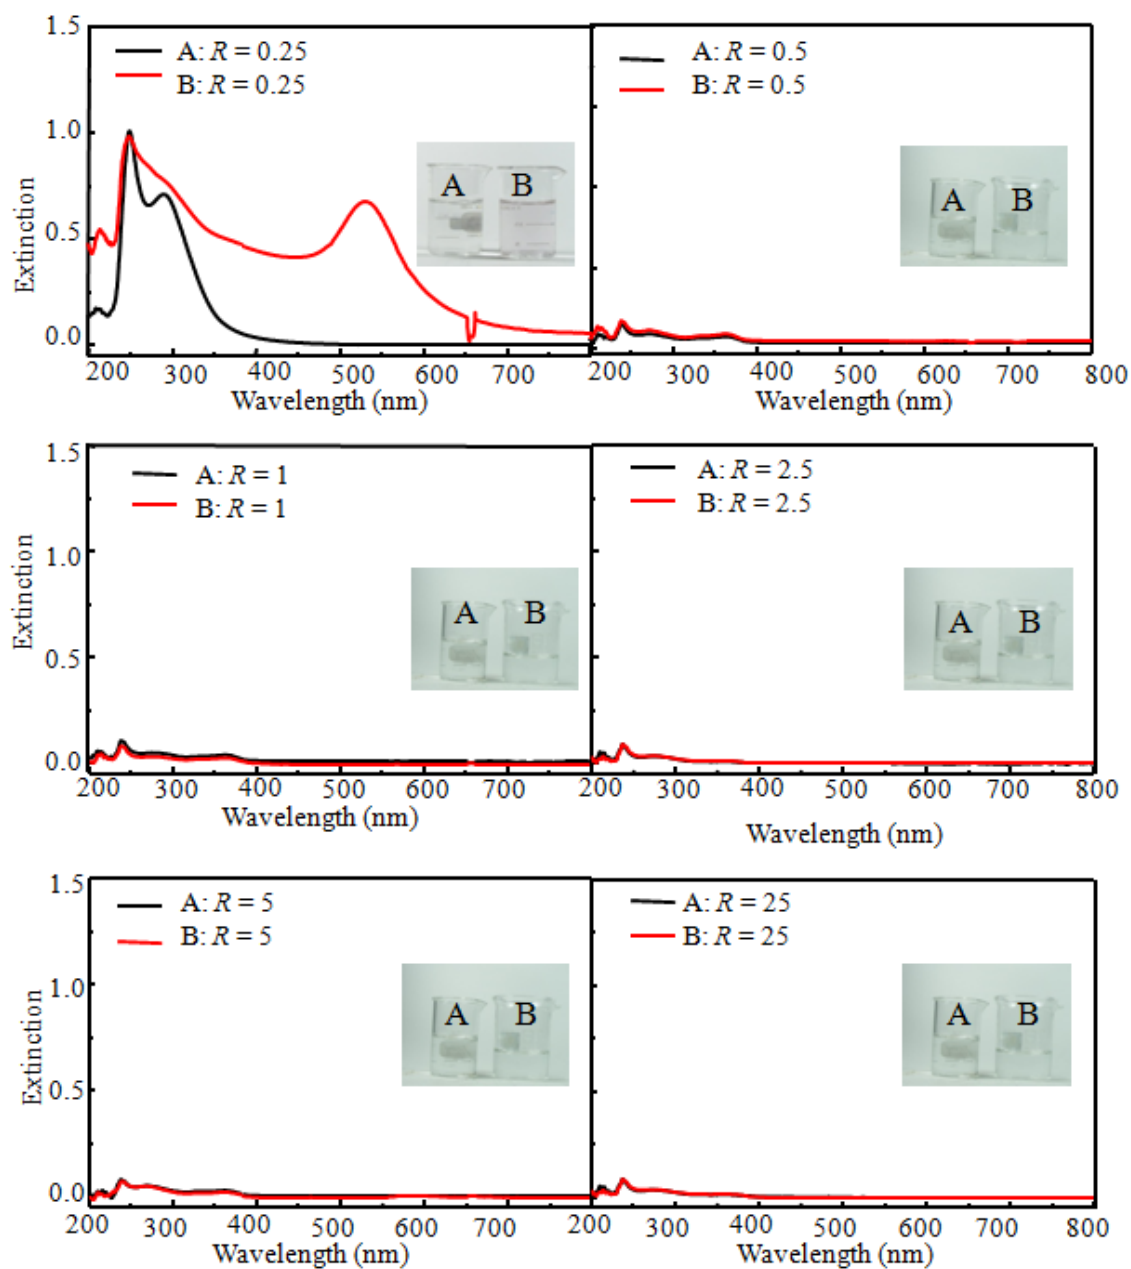 1.5
1.0
0.5
0.0
Extinction
A: R = 0.25
B: R = 0.25
A B
200 300 400 500 600 700
Wavelength (nm)
A: R = 0.5
B: R = 0.5
A B
200 300 400 500 600 700 800
Wavelength (nm)
1.5
1.0
0.5
0.0
Extinction
A: R = 1
B: R = 1
A B
200 300 400 500 600 700
Wavelength (nm)
A: R = 2.5
B: R = 2.5
A B
200 300 400 500 600 700 800
Wavelength (nm)
1.5
1.0
0.5
0.0
Extinction
A: R = 5
B: R = 5
A B
200 300 400 500 600 700
Wavelength (nm)
A: R = 25
B: R = 25
A B
200 300 400 500 600 700 800
Wavelength (nm)